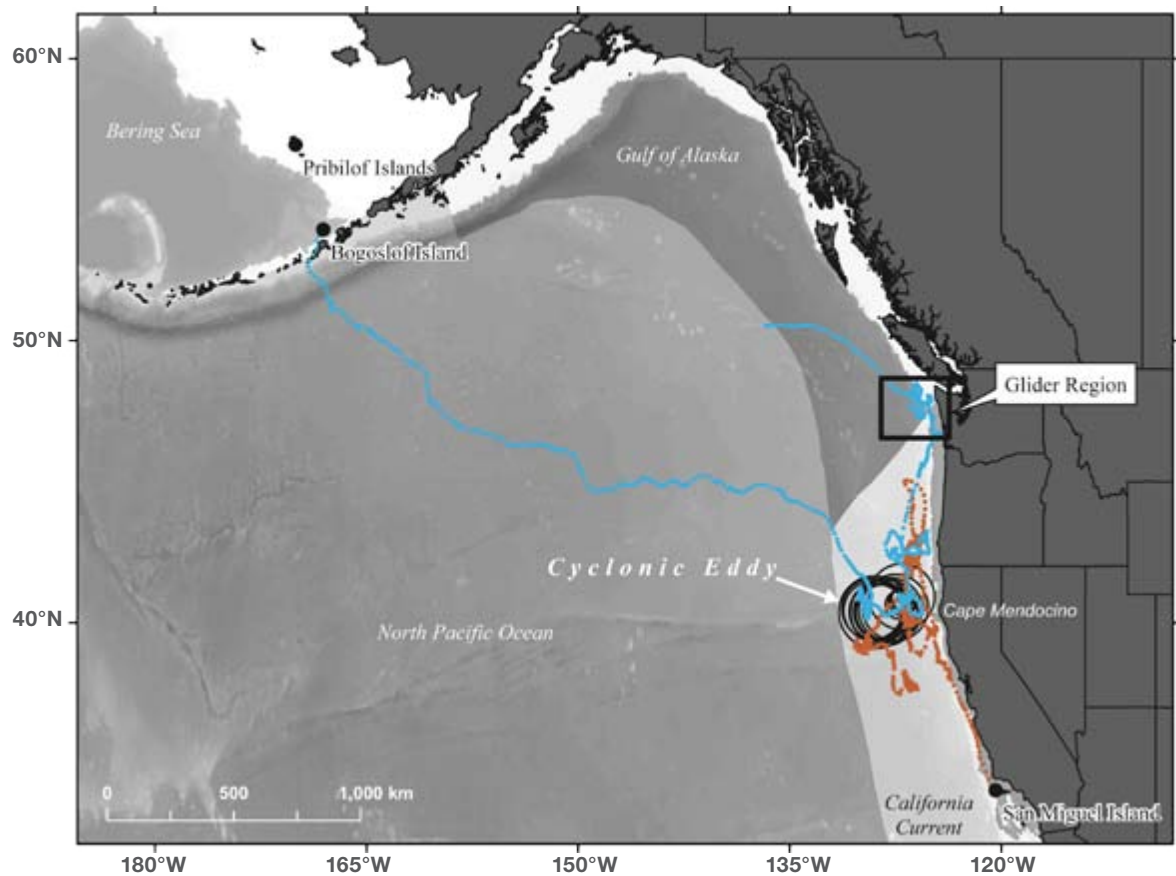 60°N
50°N
40°N
Bering Sea
Pribilof Islands
Gulf of Alaska
Bogoslof Island
Glider Region
Cyclonic Eddy
Cape Mendocino
North Pacific Ocean
0 500 1,000 km
California
Current
San Miguel Island
180°W 165°W 150°W 135°W 120°W